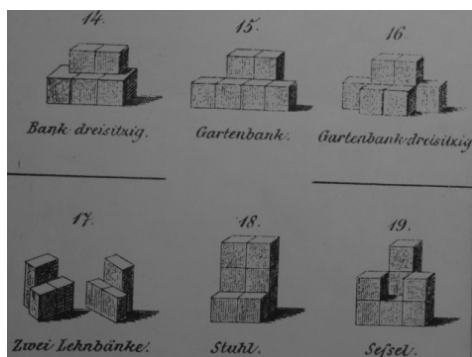 14.
15.
16.
Bank dreisitzig.
Gartenbank.
Gartenbank dreisitzig
17.
18.
19.
Zwei Lehnbänke.
Stuhl.
Seſsel.